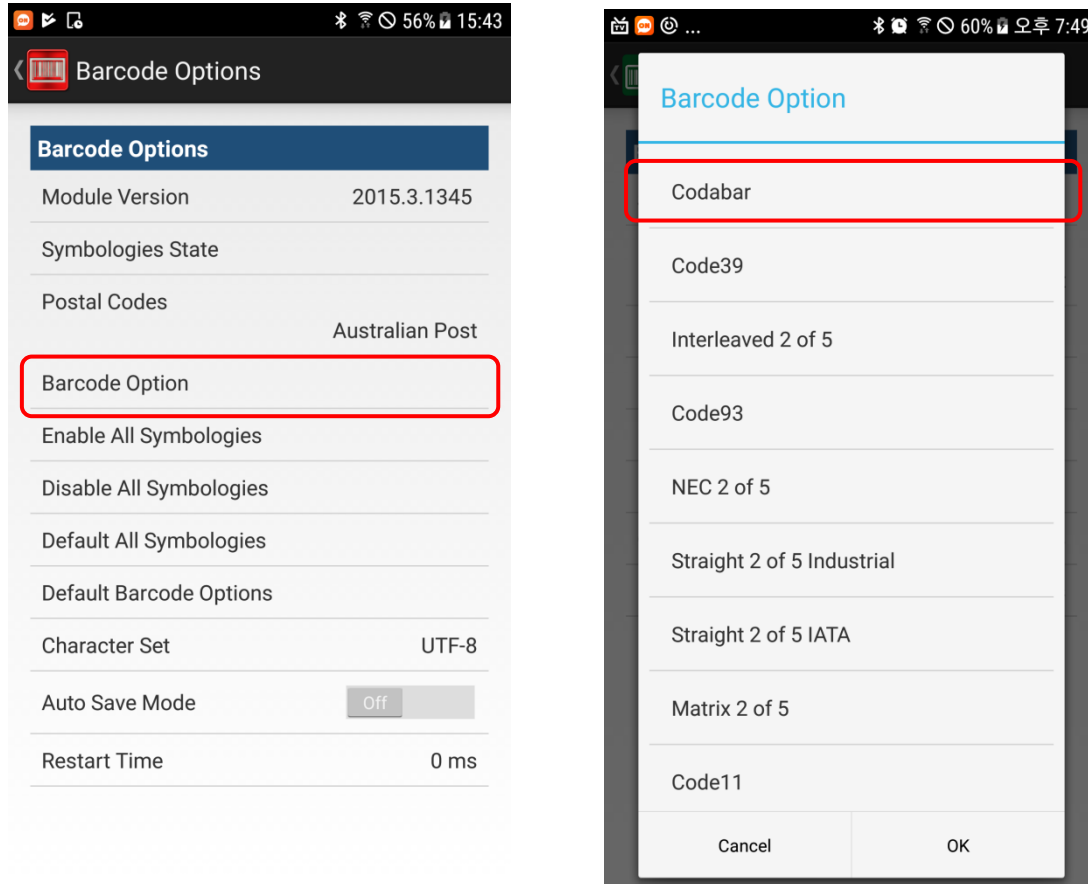 56% 15:43
Barcode Options
Barcode Options
Module Version 2015.3.1345
Symbologies State
Postal Codes
Australian Post
Barcode Option
Enable All Symbologies
Disable All Symbologies
Default All Symbologies
Default Barcode Options
Character Set UTF-8
Auto Save Mode Off
Restart Time 0 ms
... 60% 오후 7:49
Barcode Option
Codabar
Code39
Interleaved 2 of 5
Code93
NEC 2 of 5
Straight 2 of 5 Industrial
Straight 2 of 5 IATA
Matrix 2 of 5
Code11
Cancel OK